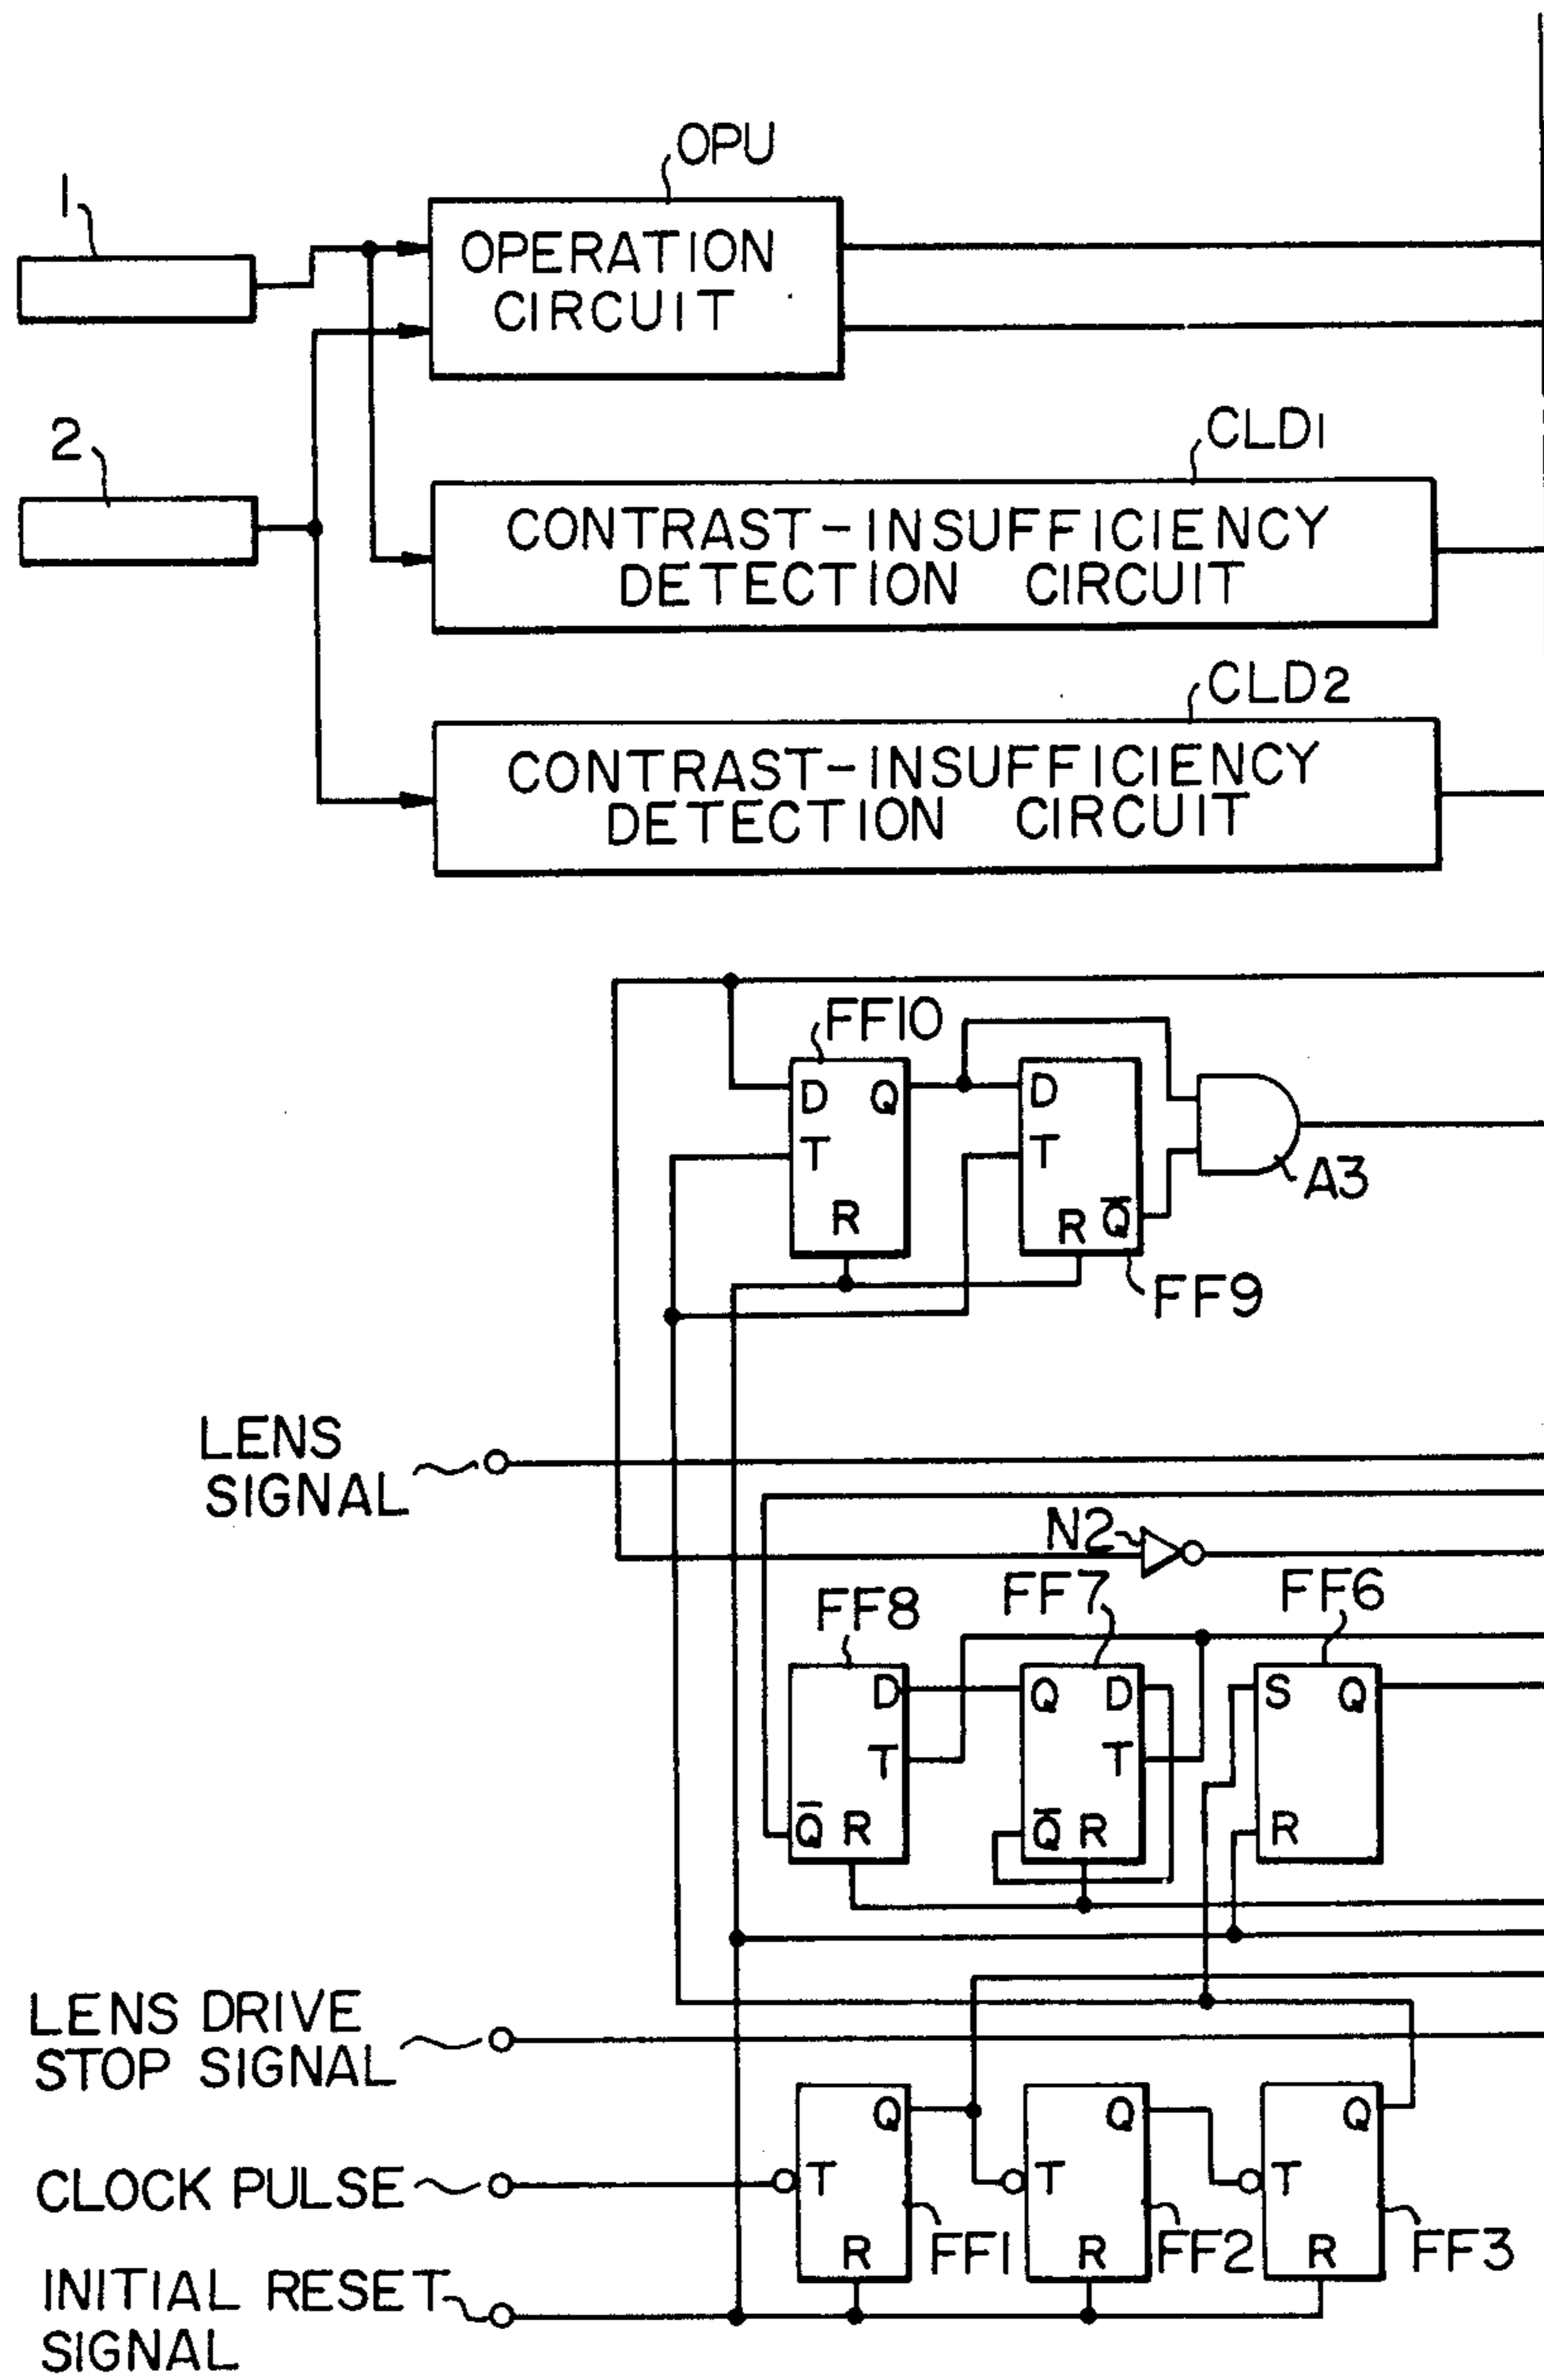 OPU
1
OPERATION
CIRCUIT
2
CLD1
CONTRAST-INSUFFICIENCY
DETECTION CIRCUIT
CLD2
CONTRAST-INSUFFICIENCY
DETECTION CIRCUIT
FF10
D Q
T
R
D
T
R Q̅
A3
FF9
LENS
SIGNAL
N2
FF8
FF7
FF6
D
T
Q̅ R
Q D
T
Q̅ R
S Q
R
LENS DRIVE
STOP SIGNAL
Q
T
R
Q
T
R
Q
T
R
CLOCK PULSE
FF1
FF2
FF3
INITIAL RESET
SIGNAL